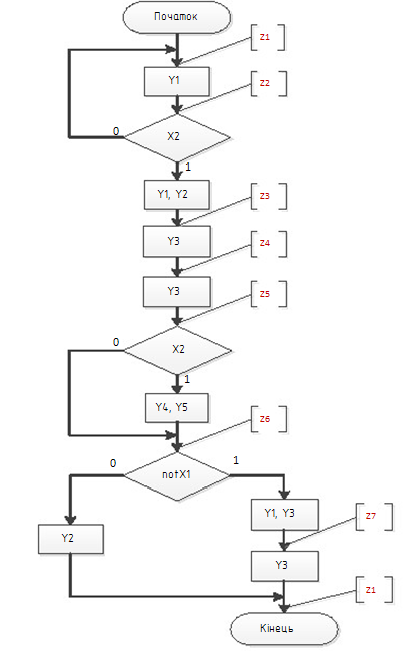 Початок
Z1
Y1
Z2
0
X2
1
Y1, Y2
Z3
Y3
Z4
Y3
Z5
0
X2
1
Y4, Y5
Z6
0
notX1
1
Y1, Y3
Z7
Y2
Y3
Z1
Кінець